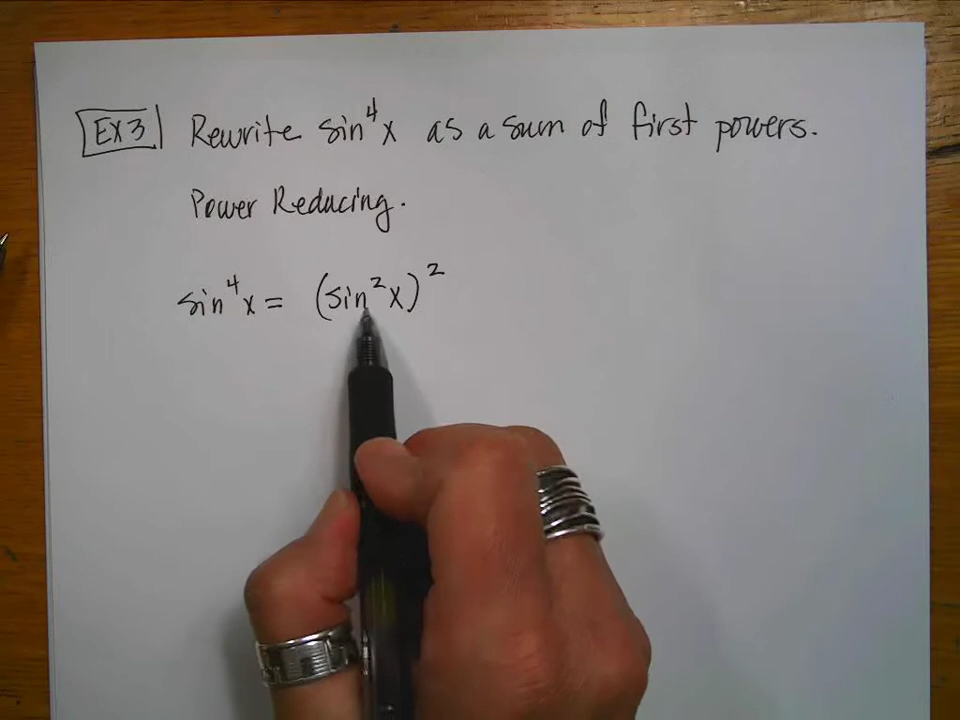 EX3 Rewrite sin⁴x as a sum of first powers.
Power Reducing.
sin⁴x = (sin²x)²